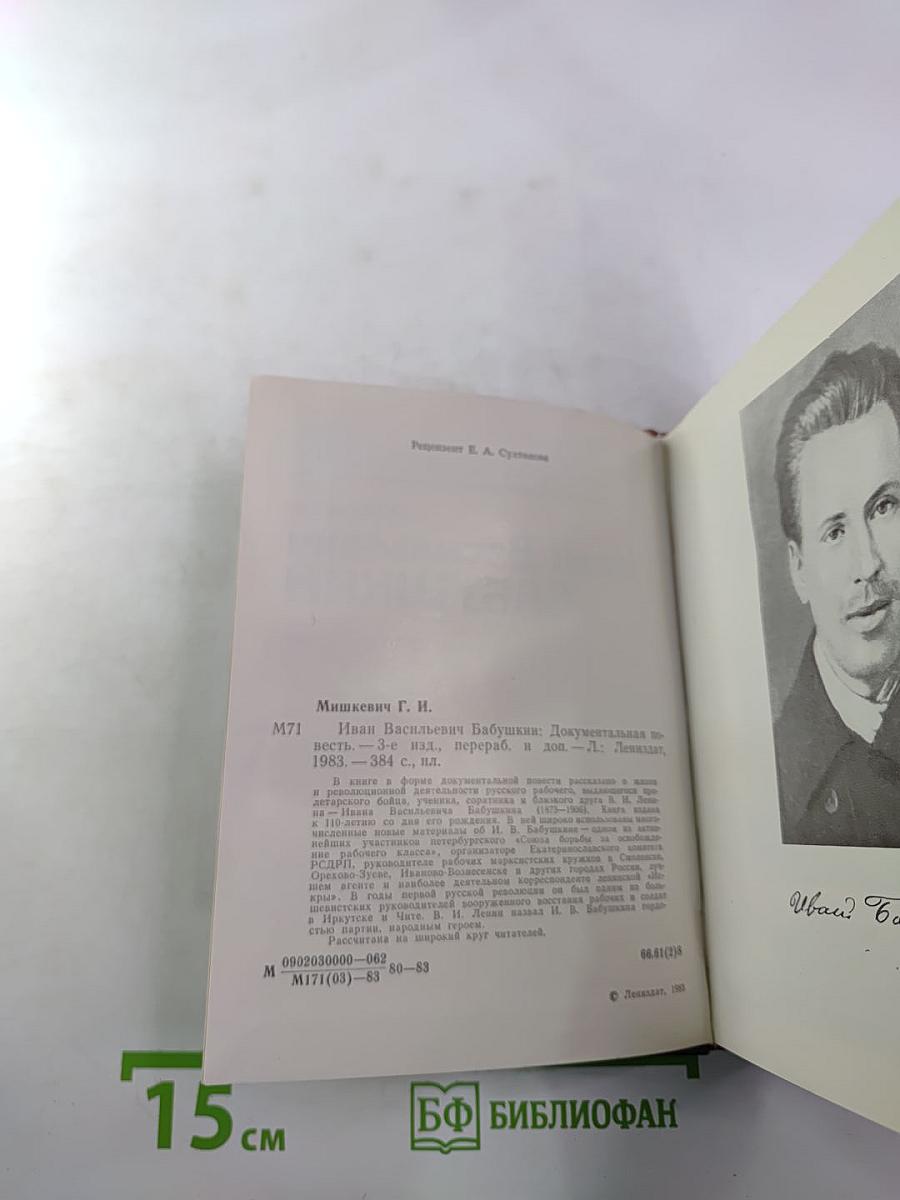 Рецензент Е. А. Сухтанова
Мишкевич Г. И.
М71 Иван Васильевич Бабушкин: Документальная по-
весть. — 3-е изд., перераб. и доп. — Л.: Лениздат,
1983. — 384 с., ил.
В книге в форме документальной повести рассказано о жизни
и революционной деятельности русского рабочего, выдающегося про-
летарского бойца, ученика, соратника и близкого друга В. И. Лени-
на — Ивана Васильевича Бабушкина (1873—1906). Книга издана
к 110-летию со дня его рождения. В ней широко использованы много-
численные новые материалы об И. В. Бабушкине — одном из актив-
нейших участников петербургского «Союза борьбы за освобожде-
ние рабочего класса», организаторе Екатеринославского комитета
РСДРП, руководителе рабочих марксистских кружков в Смоленске,
Орехово-Зуеве, Иваново-Вознесенске и других городах России, луч-
шем агенте и наиболее деятельном корреспонденте ленинской «Ис-
кры». В годы первой русской революции он был одним из боль-
шевистских руководителей вооруженного восстания рабочих и солдат
в Иркутске и Чите. В. И. Ленин назвал И. В. Бабушкина гордо-
стью партии, народным героем.
Рассчитана на широкий круг читателей.
М 0902030000—062
М171(03)—83 80—83
66.61(2)8
© Лениздат, 1983
Иван Ба
15 см
БФ БИБЛИОФАН